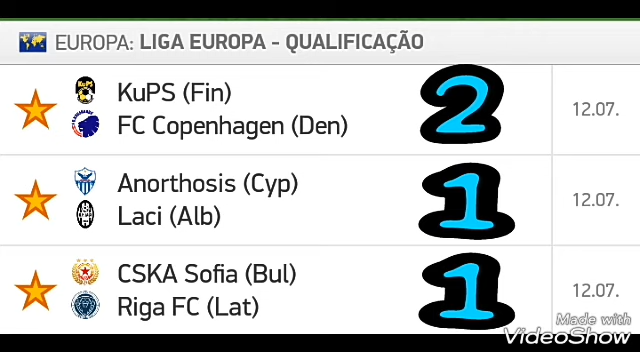 EUROPA: LIGA EUROPA - QUALIFICAÇÃO
KuPS (Fin)
FC Copenhagen (Den)
2
12.07.
Anorthosis (Cyp)
Laci (Alb)
1
12.07.
CSKA Sofia (Bul)
Riga FC (Lat)
1
12.07.
Made with
VideoShow